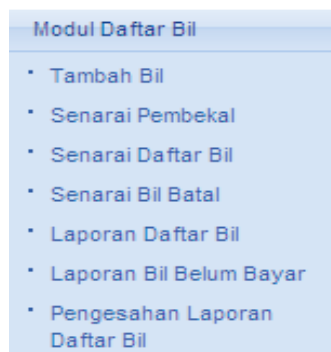 Modul Daftar Bil
Tambah Bil
Senarai Pembekal
Senarai Daftar Bil
Senarai Bil Batal
Laporan Daftar Bil
Laporan Bil Belum Bayar
Pengesahan Laporan
Daftar Bil